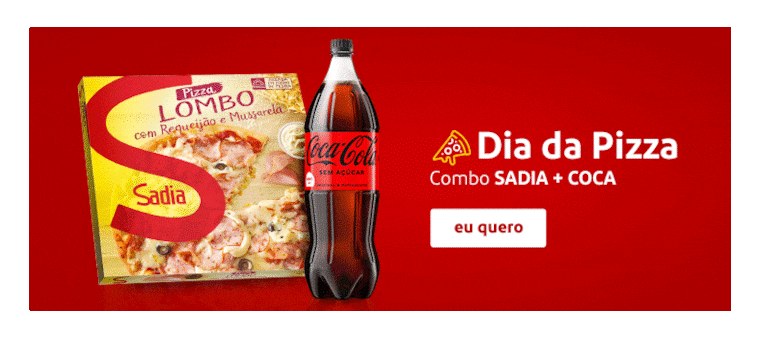 Pizza
LOMBO
com Requeijão e Mussarela
Sadia
Coca-Cola
SEM AÇÚCAR
Dia da Pizza
Combo SADIA + COCA
eu quero